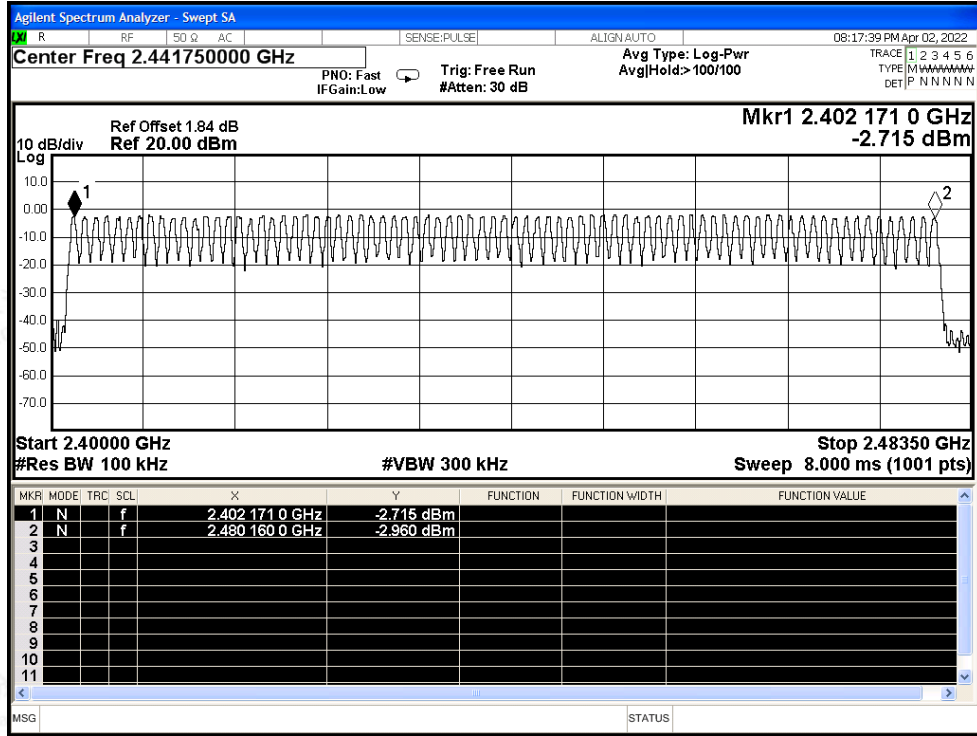 Agilent Spectrum Analyzer - Swept SA
LXI R RF 50 Ω AC SENSE:PULSE ALIGN AUTO 08:17:39 PM Apr 02, 2022
Center Freq 2.441750000 GHz
PNO: Fast
IFGain:Low
Trig: Free Run
#Atten: 30 dB
Avg Type: Log-Pwr
Avg|Hold:>100/100
TRACE 1 2 3 4 5 6
TYPE M WWWWW
DET P N N N N N
Mkr1 2.402 171 0 GHz
-2.715 dBm
Ref Offset 1.84 dB
10 dB/div Ref 20.00 dBm
Log
10.0
0.00
-10.0
-20.0
-30.0
-40.0
-50.0
-60.0
-70.0
1
2
Start 2.40000 GHz Stop 2.48350 GHz
#Res BW 100 kHz #VBW 300 kHz Sweep 8.000 ms (1001 pts)
MKR MODE TRC SCL X Y FUNCTION FUNCTION WIDTH FUNCTION VALUE
1 N f 2.402 171 0 GHz -2.715 dBm
2 N f 2.480 160 0 GHz -2.960 dBm
3
4
5
6
7
8
9
10
11
MSG STATUS